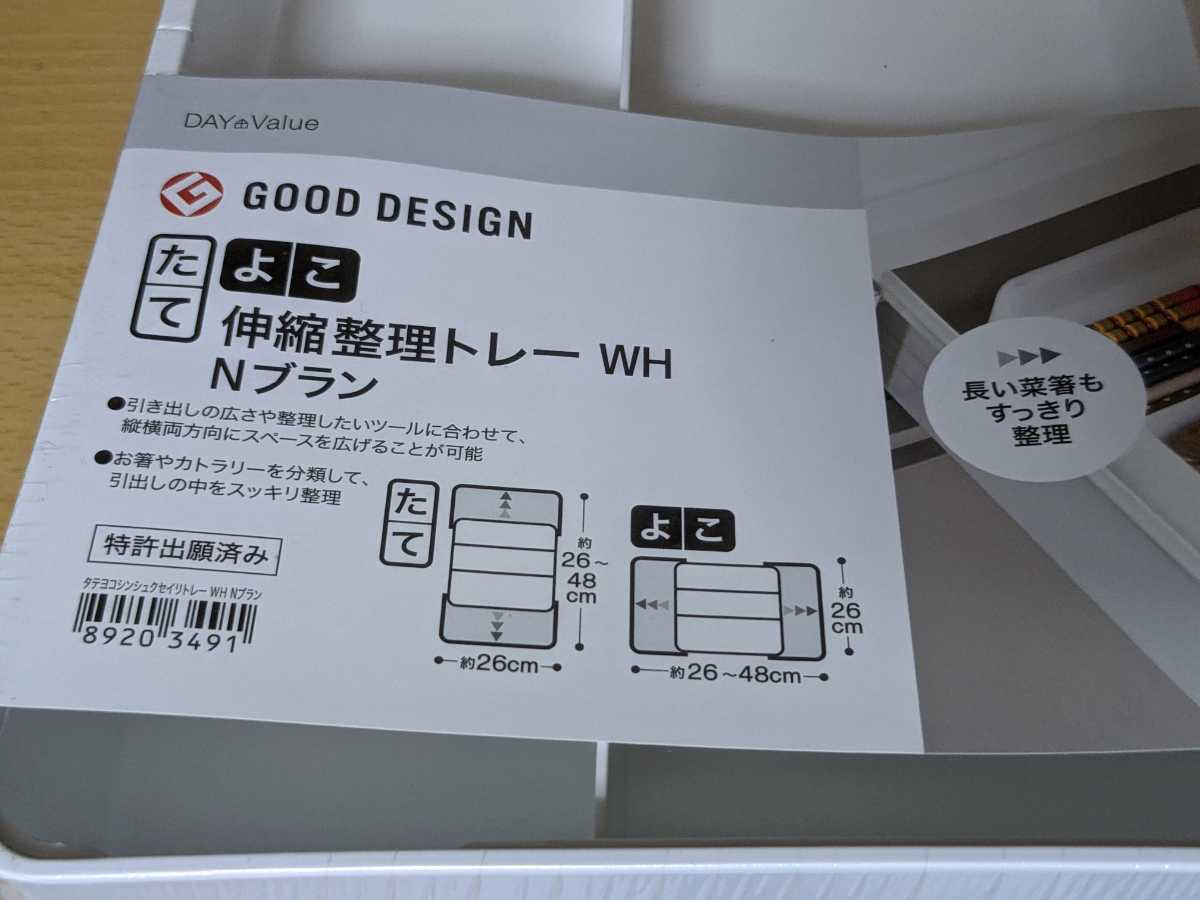 DAY Value
GOOD DESIGN
たて
よこ
伸縮整理トレー WH
Nブラン
●引き出しの広さや整理したいツールに合わせて、
縦横両方向にスペースを広げることが可能
●お箸やカトラリーを分類して、
引出しの中をスッキリ整理
特許出願済み
タテヨコシンシュクセイリトレー WH Nブラン
8920 3491
たて
約
26～
48
cm
約26cm
よこ
約
26
cm
約26～48cm
▶▶▶
長い菜箸も
すっきり
整理